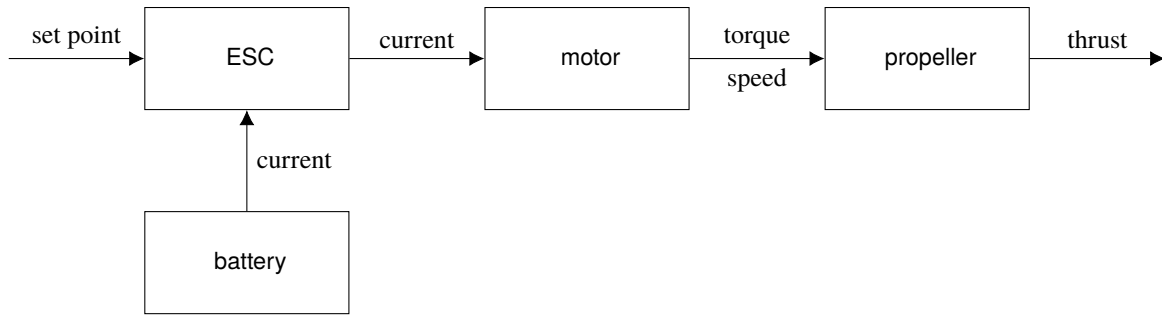 set point
ESC
current
motor
torque
speed
propeller
thrust
current
battery